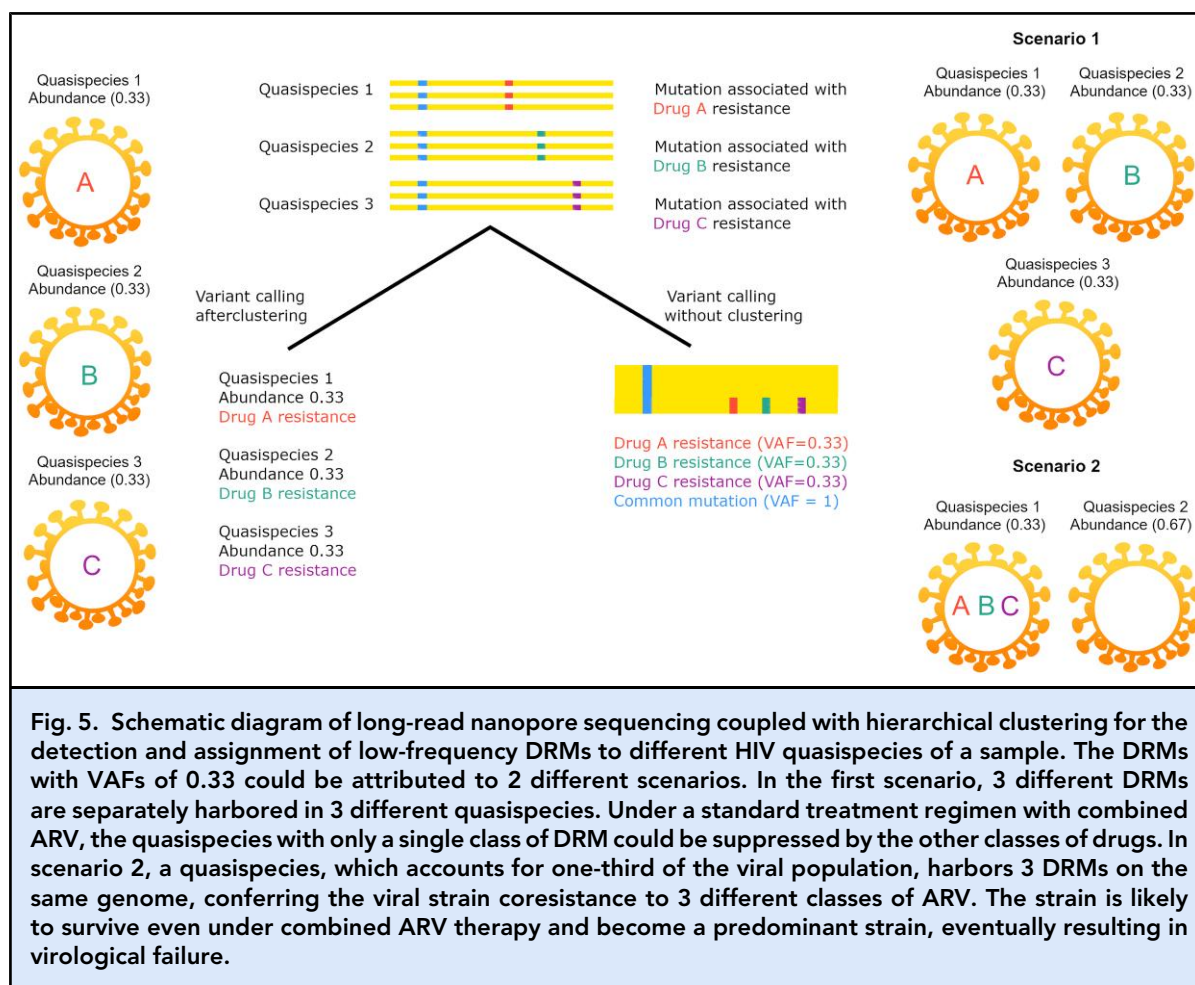 Quasispecies 1
Abundance (0.33)
A
Quasispecies 2
Abundance (0.33)
B
Quasispecies 3
Abundance (0.33)
C
Quasispecies 1
Quasispecies 2
Quasispecies 3
Mutation associated with
Drug A resistance
Mutation associated with
Drug B resistance
Mutation associated with
Drug C resistance
Variant calling
afterclustering
Quasispecies 1
Abundance 0.33
Drug A resistance
Quasispecies 2
Abundance 0.33
Drug B resistance
Quasispecies 3
Abundance 0.33
Drug C resistance
Variant calling
without clustering
Drug A resistance (VAF=0.33)
Drug B resistance (VAF=0.33)
Drug C resistance (VAF=0.33)
Common mutation (VAF = 1)
Scenario 1
Quasispecies 1
Abundance (0.33)
A
Quasispecies 2
Abundance (0.33)
B
Quasispecies 3
Abundance (0.33)
C
Scenario 2
Quasispecies 1
Abundance (0.33)
A B C
Quasispecies 2
Abundance (0.67)
Fig. 5. Schematic diagram of long-read nanopore sequencing coupled with hierarchical clustering for the
detection and assignment of low-frequency DRMs to different HIV quasispecies of a sample. The DRMs
with VAFs of 0.33 could be attributed to 2 different scenarios. In the first scenario, 3 different DRMs
are separately harbored in 3 different quasispecies. Under a standard treatment regimen with combined
ARV, the quasispecies with only a single class of DRM could be suppressed by the other classes of drugs. In
scenario 2, a quasispecies, which accounts for one-third of the viral population, harbors 3 DRMs on the
same genome, conferring the viral strain coresistance to 3 different classes of ARV. The strain is likely
to survive even under combined ARV therapy and become a predominant strain, eventually resulting in
virological failure.